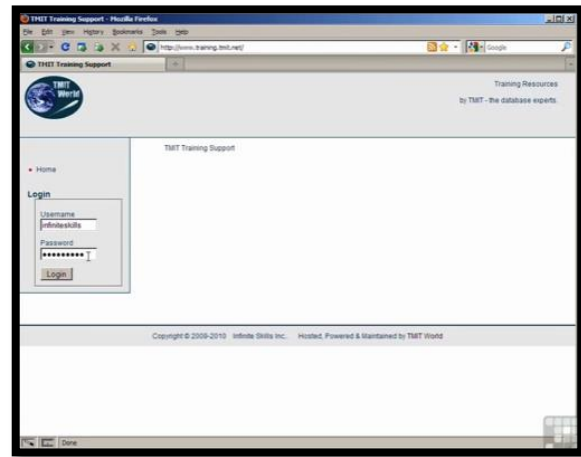 TMIT Training Support - Mozilla Firefox
File Edit View History Bookmarks Tools Help
http://www.training.tmit.net/
Google
TMIT Training Support
TMIT
World
Training Resources
by TMIT - the database experts.
TMIT Training Support
Home
Login
Username
infiniteskills
Password
Login
Copyright © 2009-2010 Infinite Skills Inc. Hosted, Powered & Maintained by TMIT World
Done